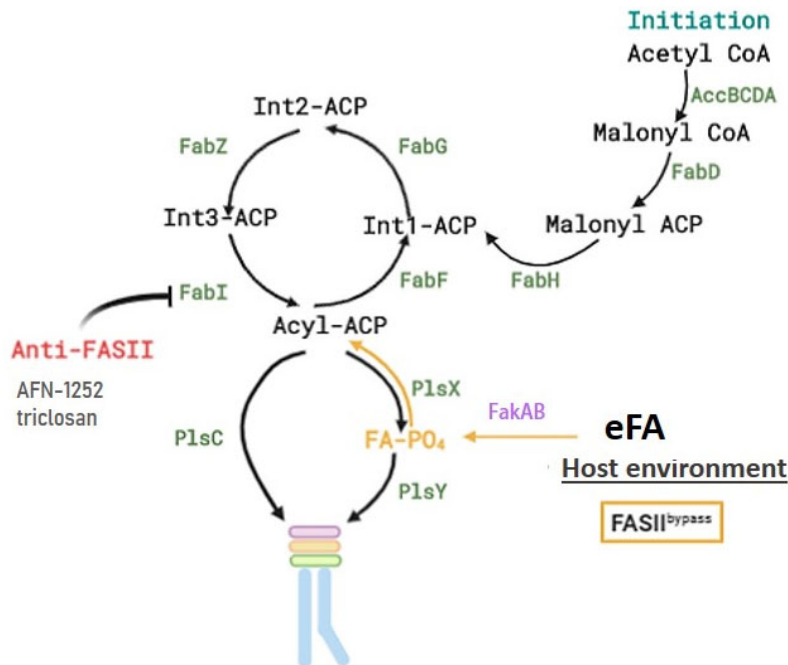 Initiation
Acetyl CoA
AccBCDA
Malonyl CoA
FabD
Malonyl ACP
FabH
Int2-ACP
FabZ
FabG
Int3-ACP
Int1-ACP
FabI
FabF
Acyl-ACP
Anti-FASII
AFN-1252
triclosan
PlsX
FakAB
eFA
PlsC
FA-PO₄
Host environment
PlsY
FASIIᵇʸᵖᵃˢˢ